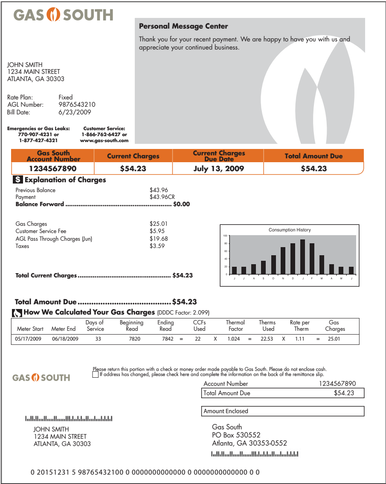 GAS SOUTH
Personal Message Center
Thank you for your recent payment. We are happy to have you with us and
appreciate your continued business.
JOHN SMITH
1234 MAIN STREET
ATLANTA, GA 30303
Rate Plan: Fixed
AGL Number: 9876543210
Bill Date: 6/23/2009
Emergencies or Gas Leaks: Customer Service:
770-907-4231 or 1-866-762-6427 or
1-877-427-4321 www.gas-south.com
Gas South Account Number Current Charges Current Charges Due Date Total Amount Due
1234567890 $54.23 July 13, 2009 $54.23
$ Explanation of Charges
Previous Balance $43.96
Payment $43.96CR
Balance Forward $0.00
Gas Charges $25.01
Customer Service Fee $5.95
AGL Pass Through Charges (Jun) $19.68
Taxes $3.59
Consumption History
Total Current Charges $54.23
Total Amount Due $54.23
How We Calculated Your Gas Charges (DDDC Factor: 2.099)
Meter Start Meter End Days of Service Beginning Read Ending Read CCFs Used Thermal Factor Therms Used Rate per Therm Gas Charges
05/17/2009 06/18/2009 33 7820 7842 = 22 X 1.024 = 22.53 X 1.11 = 25.01
Please return this portion with a check or money order made payable to Gas South. Please do not enclose cash.
If address has changed, please check here and complete the information on the back of the remittance slip.
GAS SOUTH
Account Number 1234567890
Total Amount Due $54.23
Amount Enclosed
JOHN SMITH
1234 MAIN STREET
ATLANTA, GA 30303
Gas South
PO Box 530552
Atlanta, GA 30353-0552
0 20151231 5 98765432100 0 0000000000000 0 0000000000000 0 0